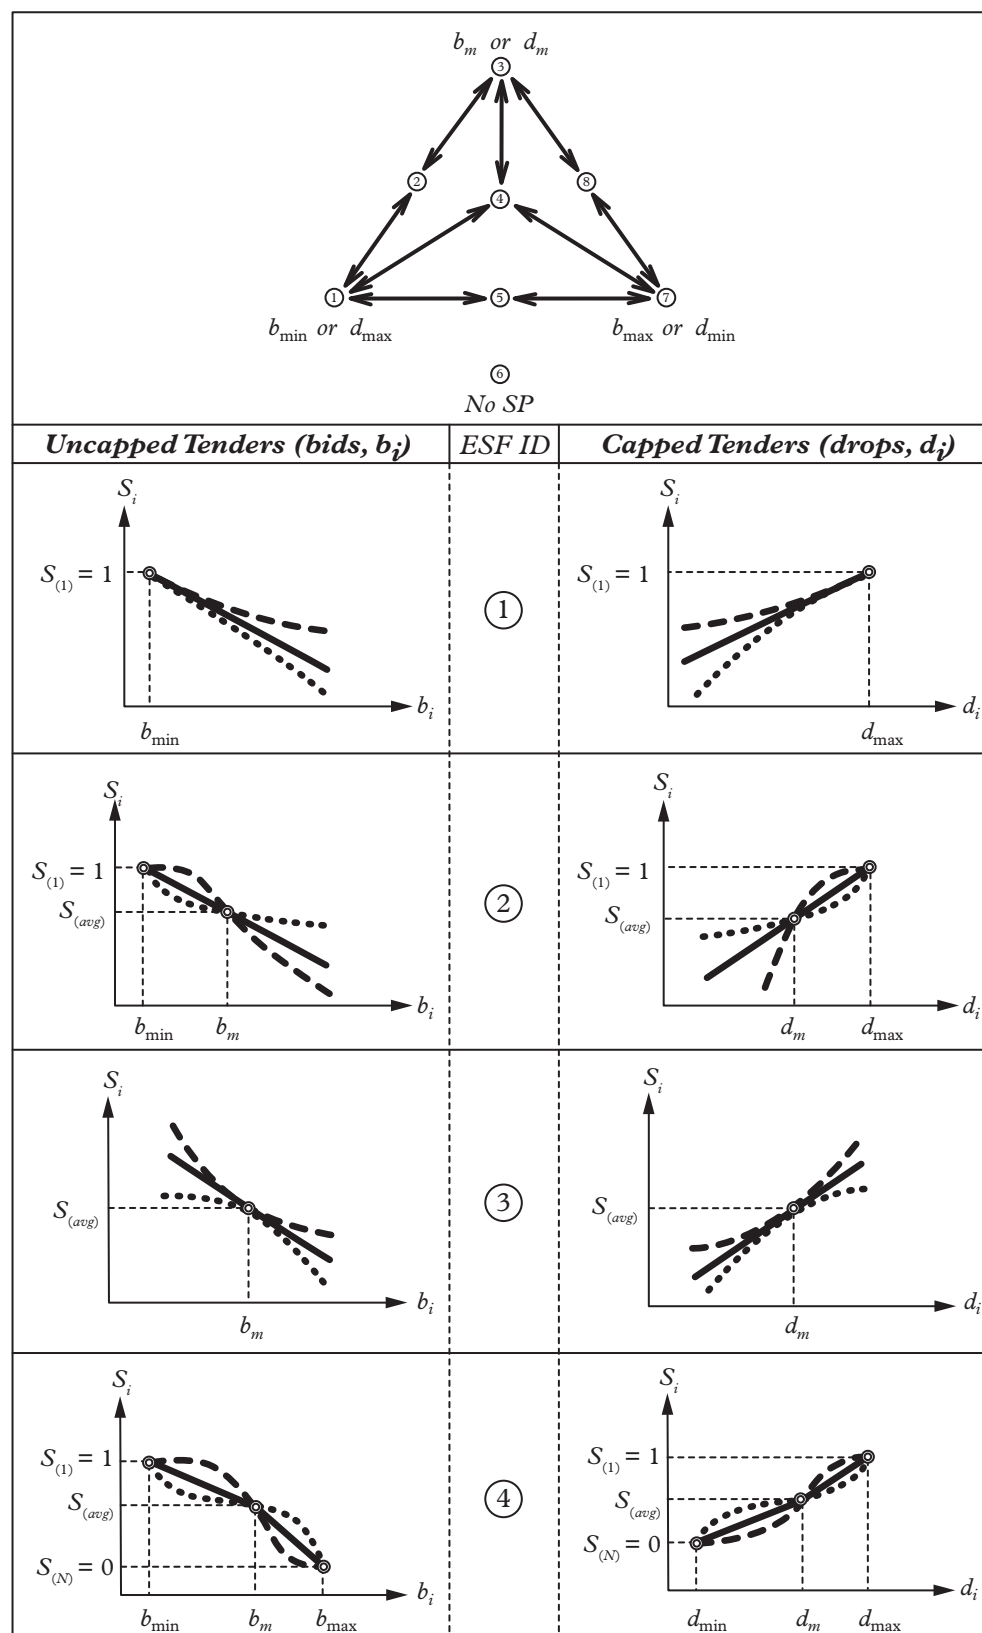 b_m or d_m
3
2
8
4
1
5
7
b_min or d_max
b_max or d_min
6
No SP
Uncapped Tenders (bids, b_i)
ESF ID
Capped Tenders (drops, d_i)
S_i
S_i
S_(1) = 1
1
S_(1) = 1
b_i
d_i
b_min
d_max
S_i
S_i
S_(1) = 1
S_(1) = 1
S_(avg)
2
S_(avg)
b_i
d_i
b_min b_m
d_m d_max
S_i
S_i
S_(avg)
3
S_(avg)
b_i
d_i
b_m
d_m
S_i
S_i
S_(1) = 1
S_(1) = 1
S_(avg)
4
S_(avg)
S_(N) = 0
S_(N) = 0
b_i
d_i
b_min b_m b_max
d_min d_m d_max